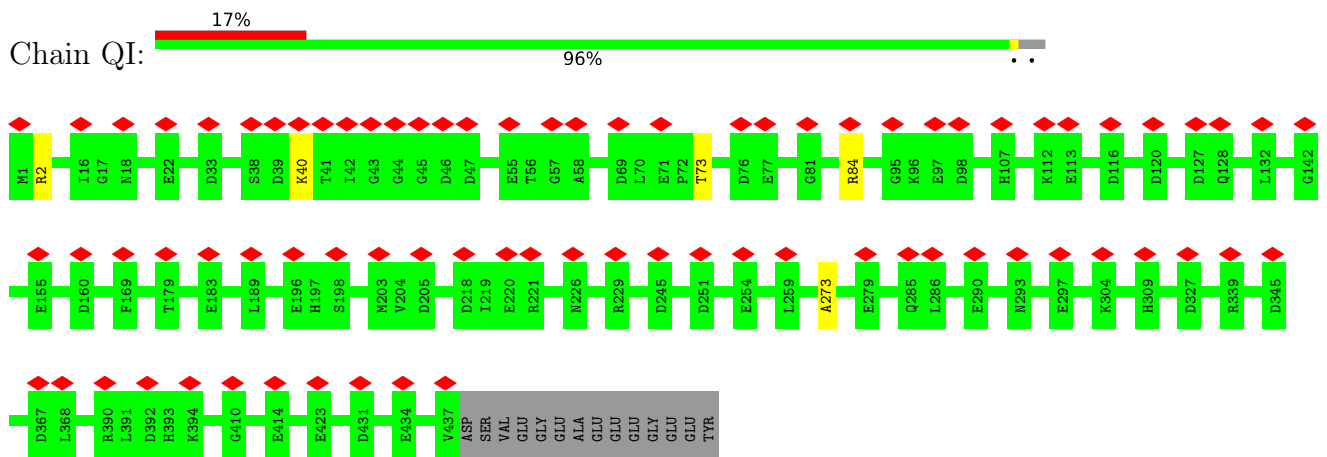 17%
Chain QI:
96%
. .
M1 R2 I16 G17 N18 E22 D33 S38 D39 K40 T41 I42 G43 G44 G45 D46 D47 E55 T56 G57 A58 D69 L70 E71 P72 T73 D76 E77 G81 R84 G95 K96 E97 D98 H107 K112 E113 D116 D120 D127 Q128 L132 G142
E155 D160 F169 T179 E183 L189 E196 H197 S198 M203 V204 D205 D218 I219 E220 R221 N226 R229 D245 D251 E254 L259 A273 E279 Q285 L286 E290 N293 E297 K304 H309 D327 R339 D345
D367 L368 R390 L391 D392 H393 K394 G410 E414 E423 D431 E434 V437 ASP SER VAL GLU GLY GLU ALA GLU GLU GLU GLY GLU GLU TYR